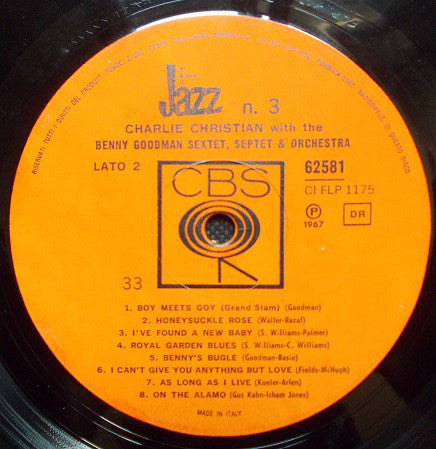 Jazz n. 3
CHARLIE CHRISTIAN with the
BENNY GOODMAN SEXTET, SEPTET & ORCHESTRA
LATO 2
CBS
62581
CI FLP 1175
P
1967
DR
33
1. BOY MEETS GOY (Grand Slam) (Goodman)
2. HONEYSUCKLE ROSE (Waller-Razal)
3. I'VE FOUND A NEW BABY (S. Williams-Palmer)
4. ROYAL GARDEN BLUES (S. Williams-C. Williams)
5. BENNY'S BUGLE (Goodman-Basie)
6. I CAN'T GIVE YOU ANYTHING BUT LOVE (Fields-McHugh)
7. AS LONG AS I LIVE (Koeler-Arlen)
8. ON THE ALAMO (Gus Kahn-Isham Jones)
MADE IN ITALY